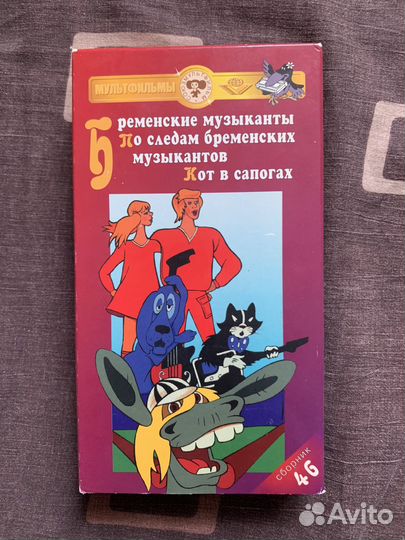 МУЛЬТФИЛЬМЫ
Бременские музыканты
По следам бременских
музыкантов
Кот в сапогах
сборник
46
Avito